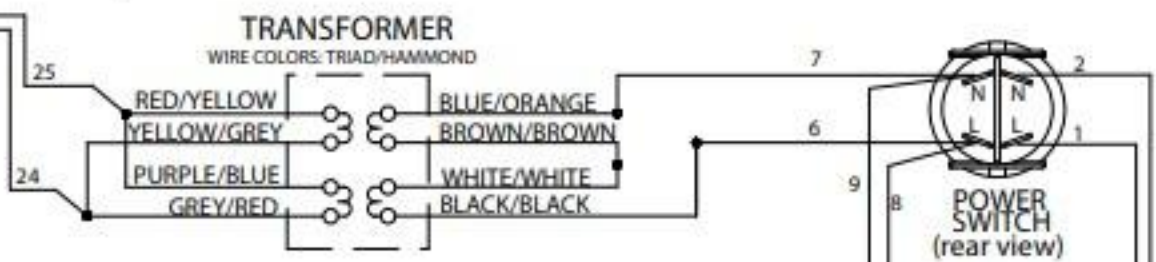 TRANSFORMER
WIRE COLORS: TRIAD/HAMMOND
25
RED/YELLOW
YELLOW/GREY
PURPLE/BLUE
GREY/RED
24
BLUE/ORANGE
BROWN/BROWN
WHITE/WHITE
BLACK/BLACK
7
6
9
8
N N
L L
2
1
POWER
SWITCH
(rear view)